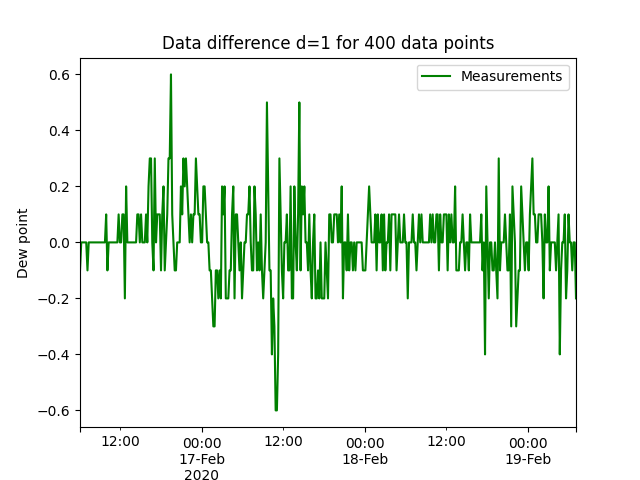 Data difference d=1 for 400 data points
Measurements
Dew point
0.6
0.4
0.2
0.0
−0.2
−0.4
−0.6
12:00 00:00 12:00 00:00 12:00 00:00
17-Feb 18-Feb 19-Feb
2020